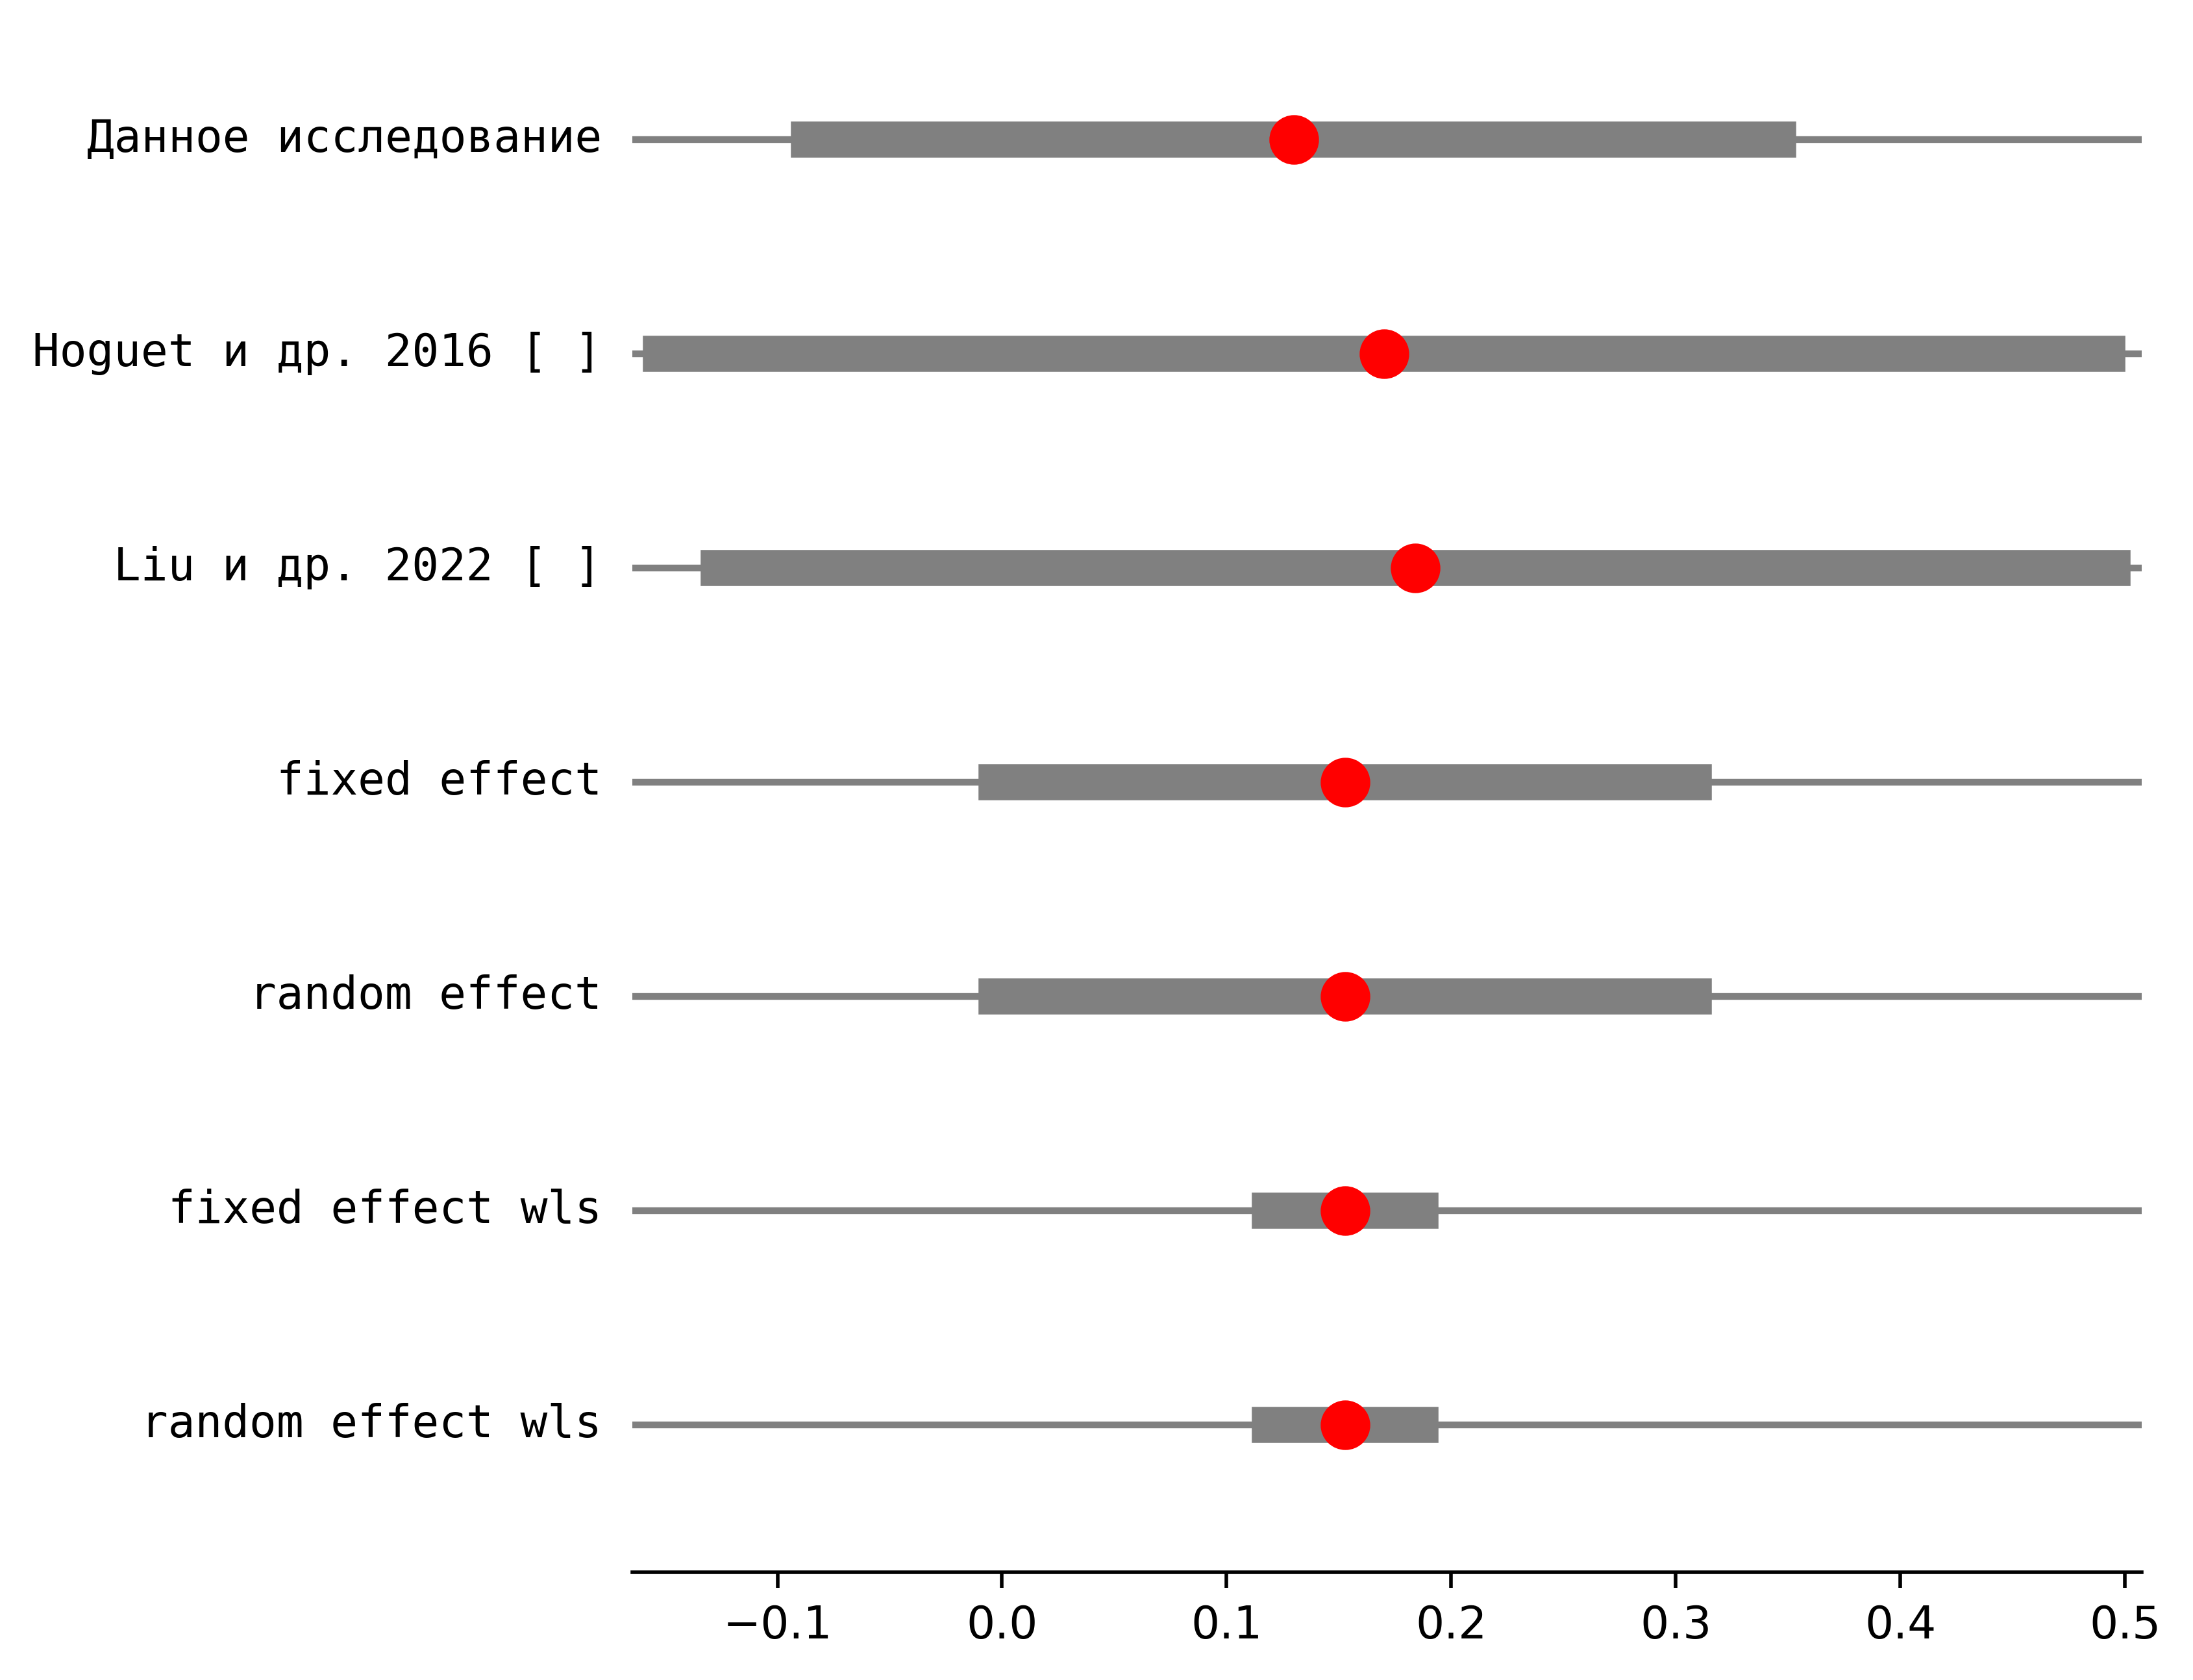 Данное исследование
Hoguet и др. 2016 [ ]
Liu и др. 2022 [ ]
fixed effect
random effect
fixed effect wls
random effect wls
−0.1 0.0 0.1 0.2 0.3 0.4 0.5